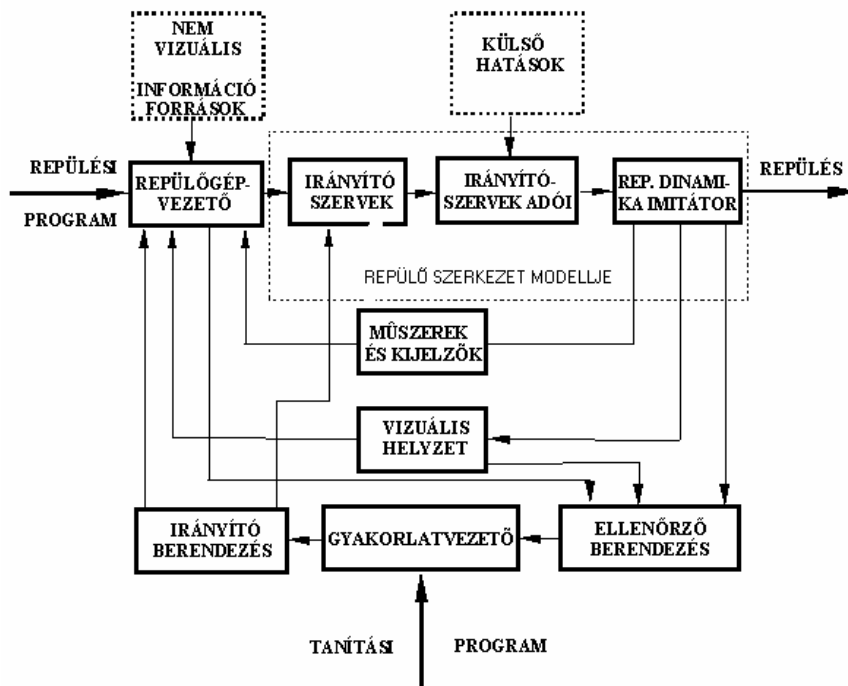 NEM
VIZUÁLIS
INFORMÁCIÓ
FORRÁSOK
KÜLSŐ
HATÁSOK
REPÜLÉSI
PROGRAM
REPÜLŐGÉP-
VEZETŐ
IRÁNYÍTÓ
SZERVEK
IRÁNYÍTÓ-
SZERVEK ADÓI
REP. DINAMI-
KA IMITÁTOR
REPÜLÉS
REPÜLŐ SZERKEZET MODELLJE
MÛSZEREK
ÉS KIJELZŐK
VIZUÁLIS
HELYZET
IRÁNYÍTÓ
BERENDEZÉS
GYAKORLATVEZETŐ
ELLENŐRZŐ
BERENDEZÉS
TANÍTÁSI PROGRAM